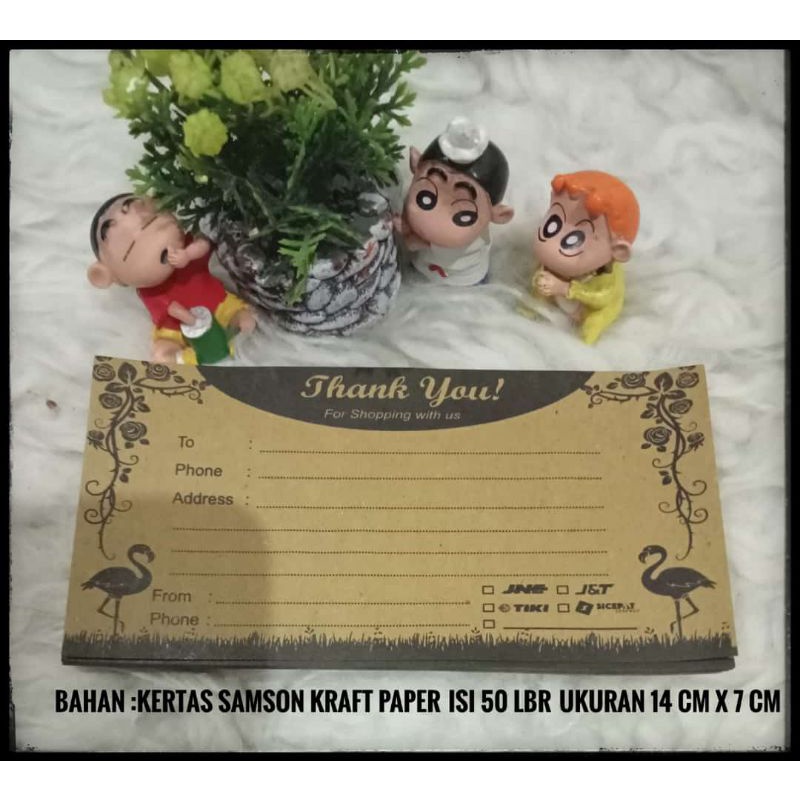 Thank You!
For Shopping with us
To :
Phone :
Address :
From :
Phone :
JNE J&T
TIKI SICEPAT
BAHAN :KERTAS SAMSON KRAFT PAPER ISI 50 LBR UKURAN 14 CM X 7 CM